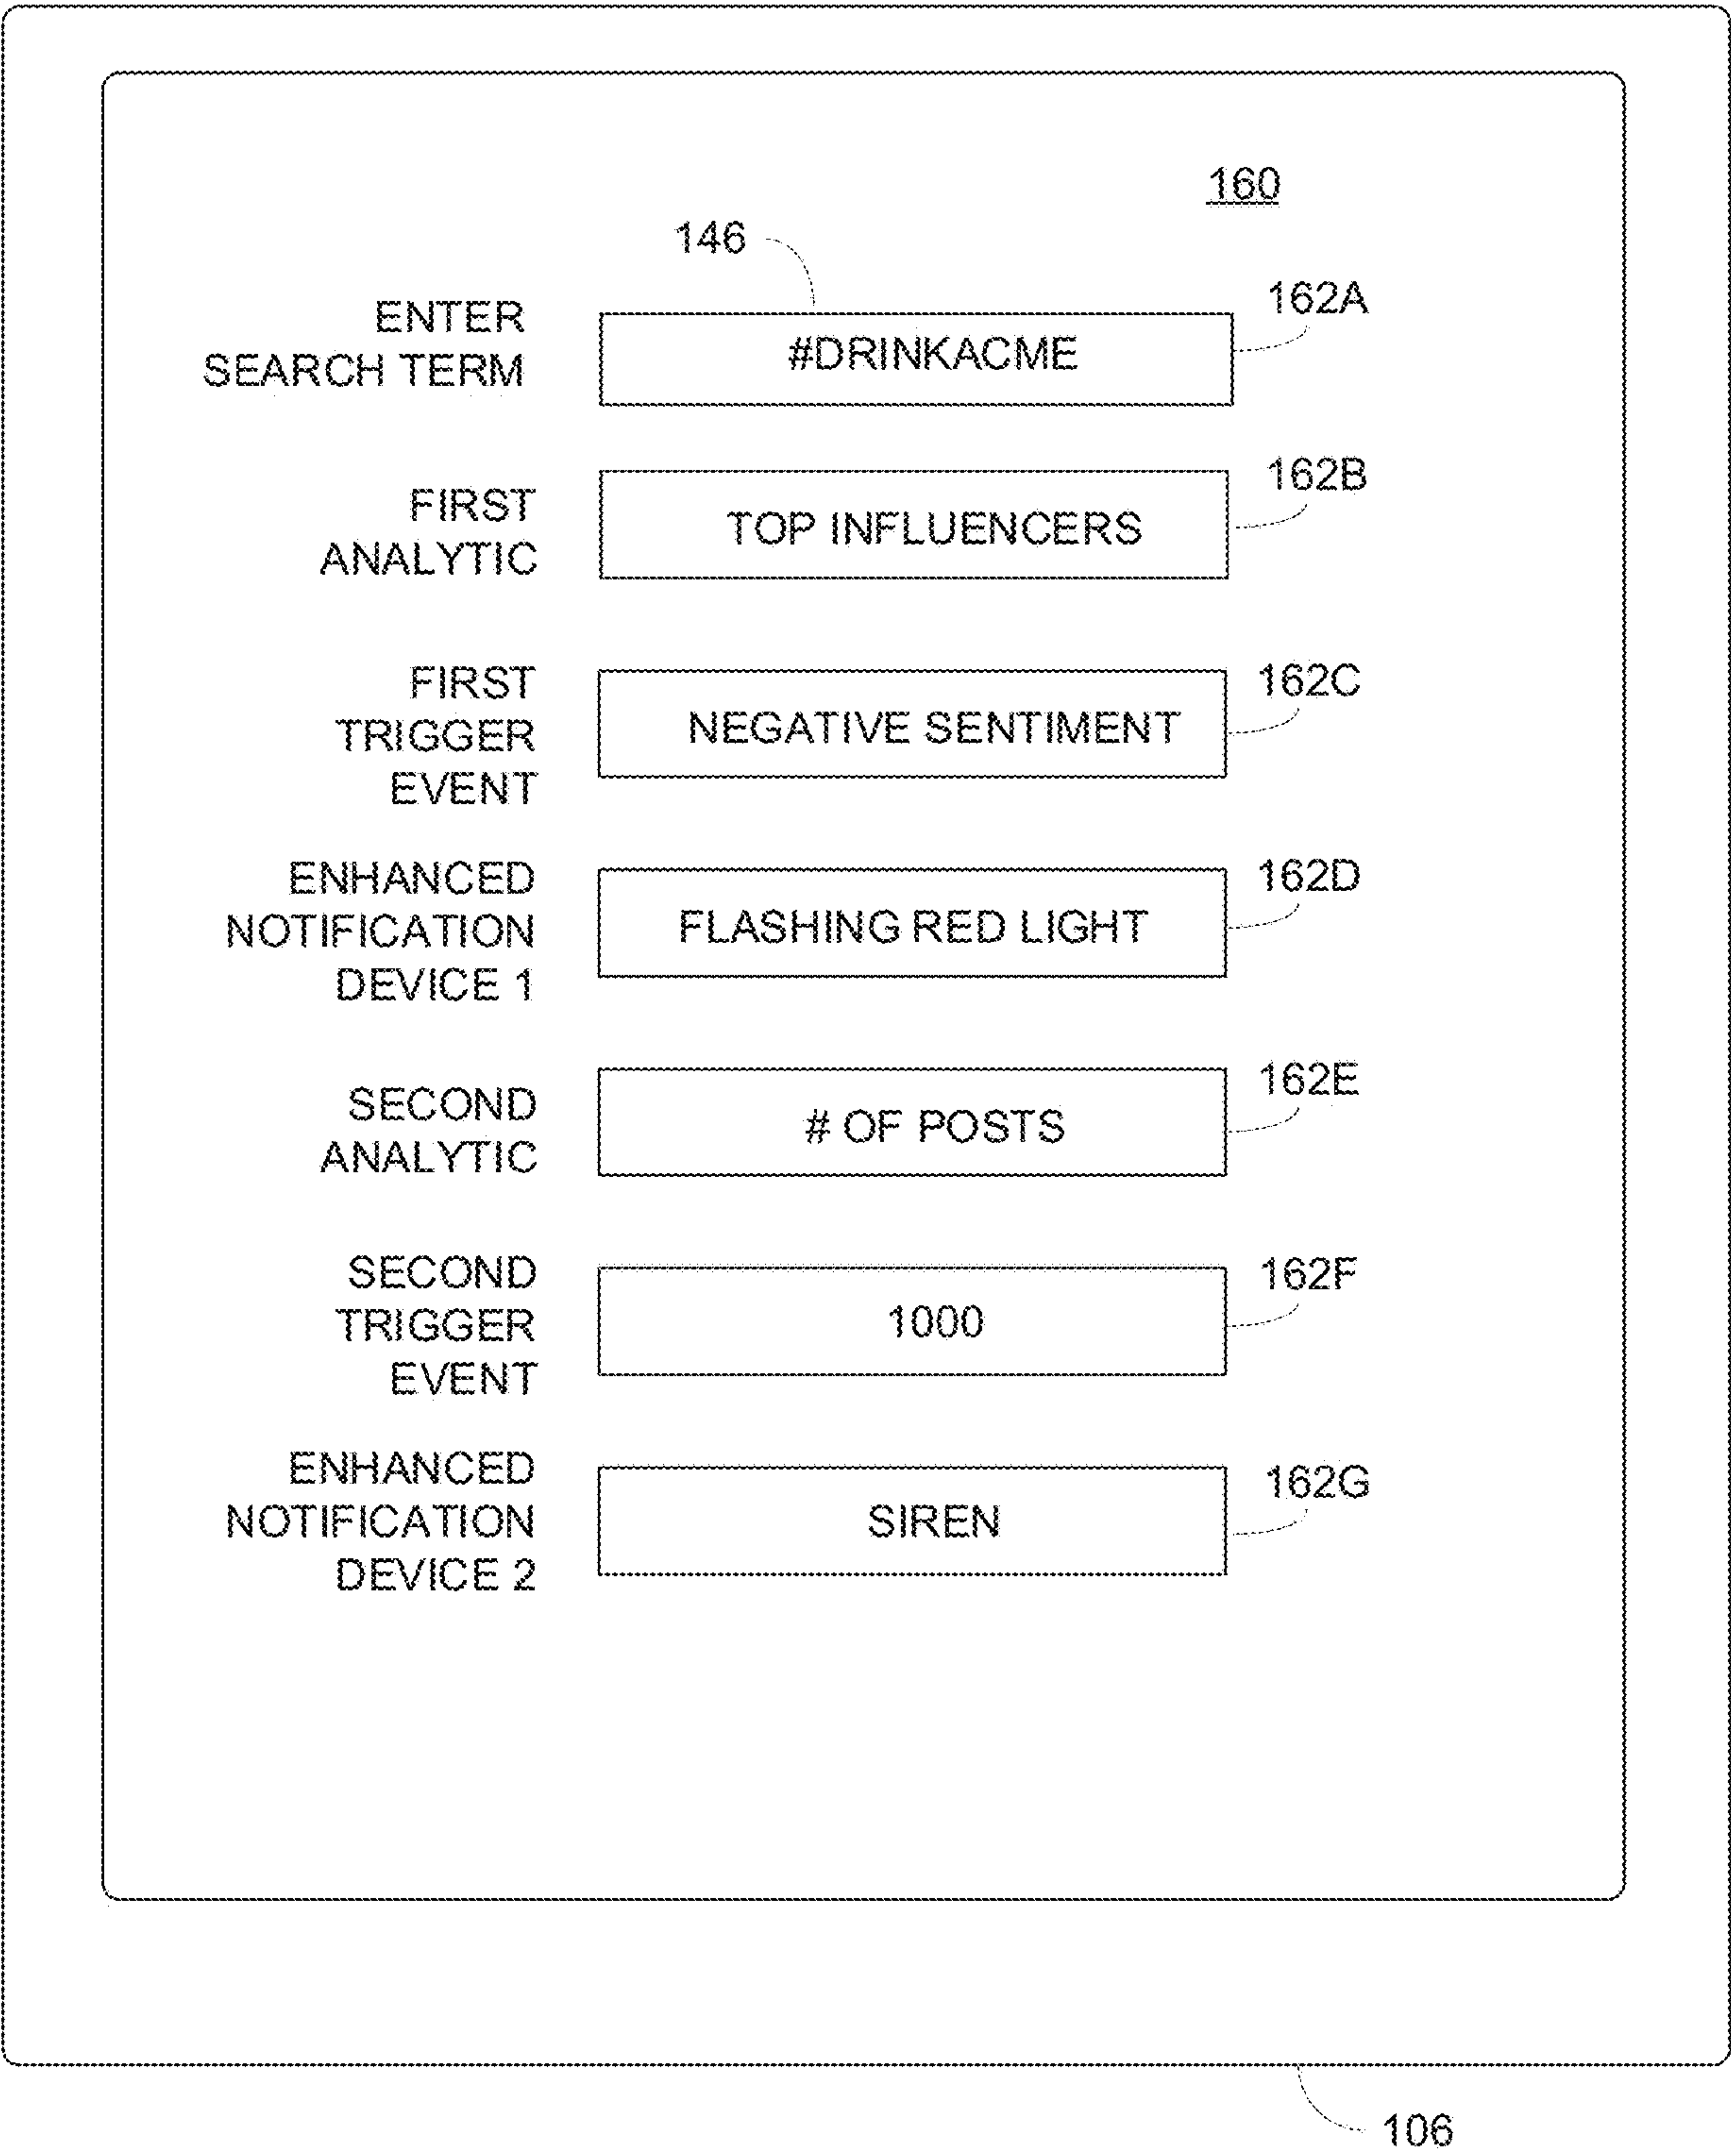 160
146
ENTER
SEARCH TERM
#DRINKACME
162A
FIRST
ANALYTIC
TOP INFLUENCERS
162B
FIRST
TRIGGER
EVENT
NEGATIVE SENTIMENT
162C
ENHANCED
NOTIFICATION
DEVICE 1
FLASHING RED LIGHT
162D
SECOND
ANALYTIC
# OF POSTS
162E
SECOND
TRIGGER
EVENT
1000
162F
ENHANCED
NOTIFICATION
DEVICE 2
SIREN
162G
106